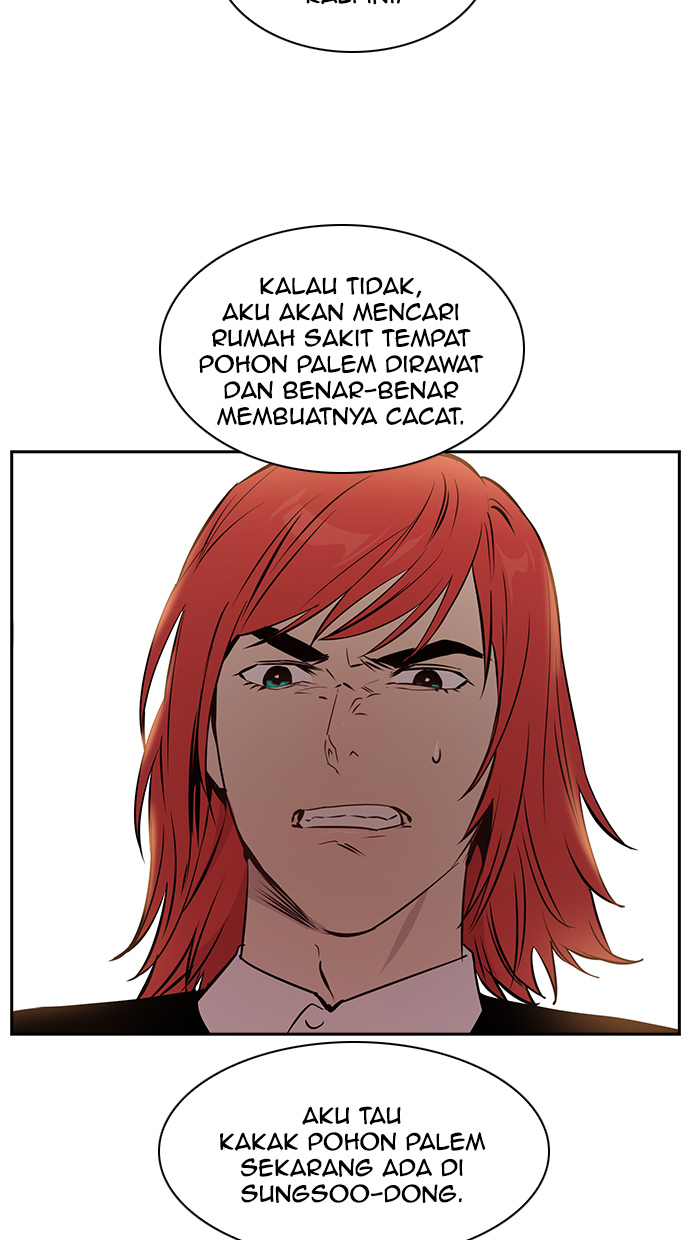 KALAU TIDAK,
AKU AKAN MENCARI
RUMAH SAKIT TEMPAT
POHON PALEM DIRAWAT
DAN BENAR-BENAR
MEMBUATNYA CACAT.
AKU TAU
KAKAK POHON PALEM
SEKARANG ADA DI
SUNGSOO-DONG.